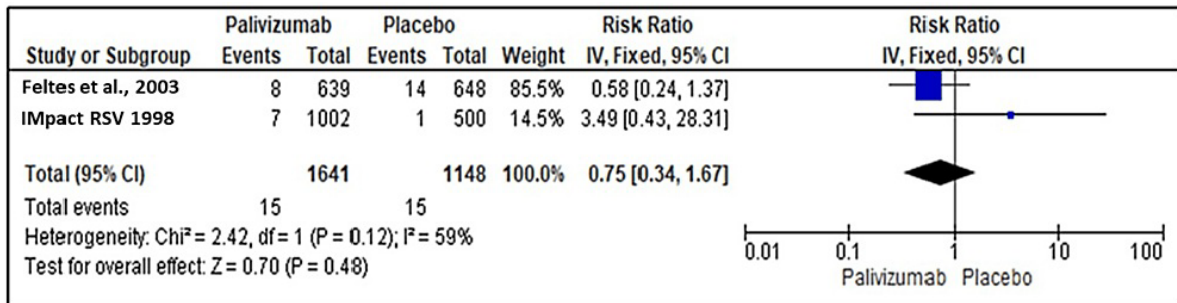 Palivizumab Placebo Risk Ratio Risk Ratio
Study or Subgroup Events Total Events Total Weight IV, Fixed, 95% CI IV, Fixed, 95% CI
Feltes et al., 2003 8 639 14 648 85.5% 0.58 [0.24, 1.37]
IMpact RSV 1998 7 1002 1 500 14.5% 3.49 [0.43, 28.31]
Total (95% CI) 1641 1148 100.0% 0.75 [0.34, 1.67]
Total events 15 15
Heterogeneity: Chi² = 2.42, df = 1 (P = 0.12); I² = 59%
Test for overall effect: Z = 0.70 (P = 0.48)
0.01 0.1 1 10 100
Palivizumab Placebo